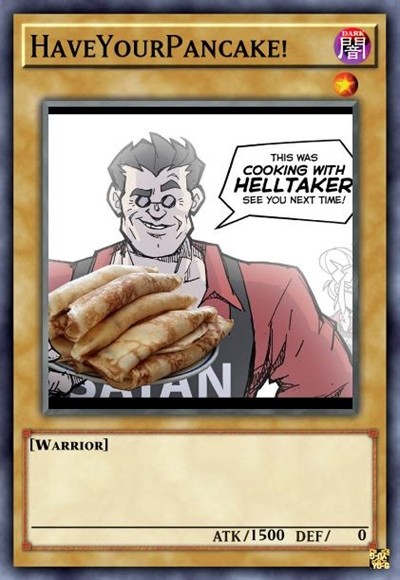 HaveYourPancake!
DARK
闇
THIS WAS
COOKING WITH
HELLTAKER
SEE YOU NEXT TIME!
SATAN
[Warrior]
ATK/1500 DEF/ 0